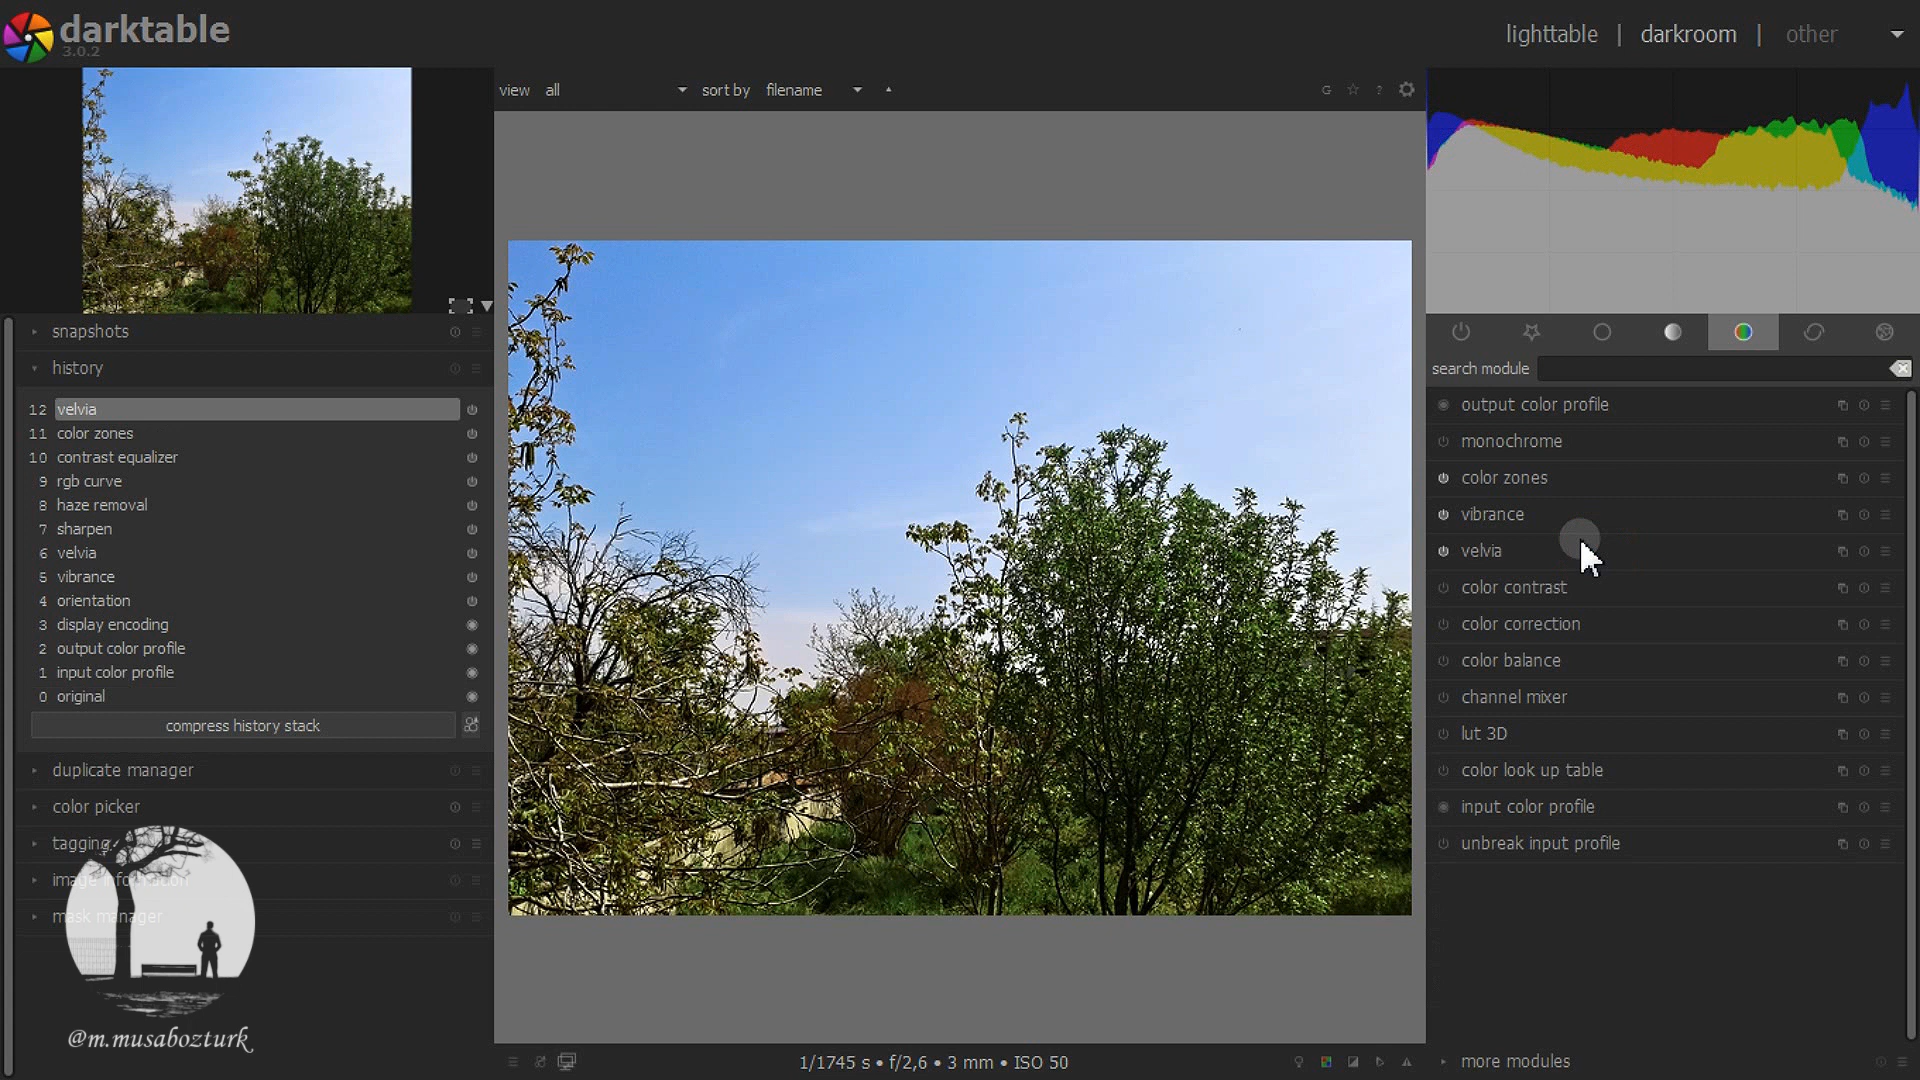 darktable
3.0.2
lighttable | darkroom | other
view all sort by filename
G ☆ ?
snapshots
history
12 velvia
11 color zones
10 contrast equalizer
9 rgb curve
8 haze removal
7 sharpen
6 velvia
5 vibrance
4 orientation
3 display encoding
2 output color profile
1 input color profile
0 original
compress history stack
duplicate manager
color picker
tagging
image information
mask manager
@m.musabozturk
1/1745 s • f/2,6 • 3 mm • ISO 50
search module
output color profile
monochrome
color zones
vibrance
velvia
color contrast
color correction
color balance
channel mixer
lut 3D
color look up table
input color profile
unbreak input profile
more modules